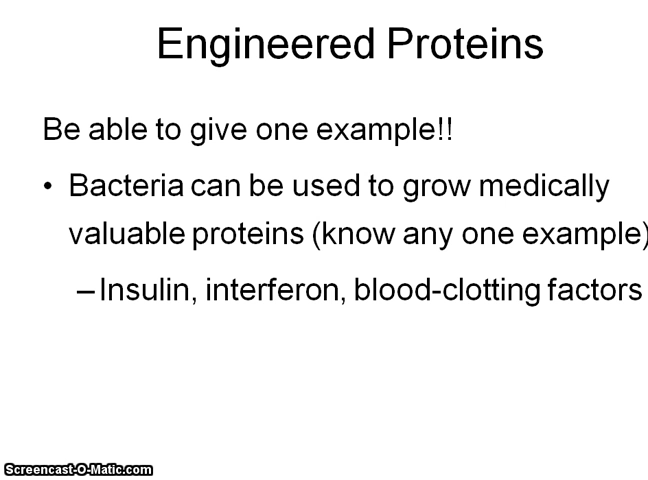 Engineered Proteins
Be able to give one example!!
• Bacteria can be used to grow medically
valuable proteins (know any one example)
– Insulin, interferon, blood-clotting factors
Screencast-O-Matic.com